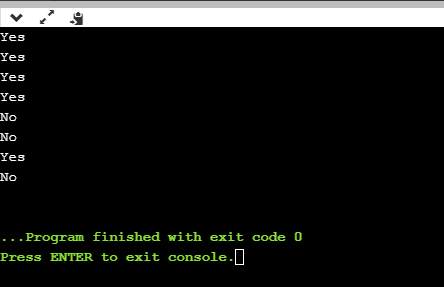 Yes
Yes
Yes
Yes
No
No
Yes
No
...Program finished with exit code 0
Press ENTER to exit console.